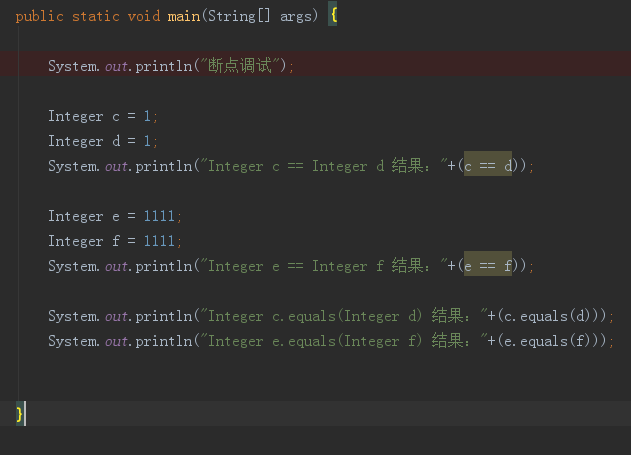 public static void main(String[] args) {
System.out.println("断点调试");
Integer c = 1;
Integer d = 1;
System.out.println("Integer c == Integer d 结果："+(c == d));
Integer e = 1111;
Integer f = 1111;
System.out.println("Integer e == Integer f 结果："+(e == f));
System.out.println("Integer c.equals(Integer d) 结果："+(c.equals(d)));
System.out.println("Integer e.equals(Integer f) 结果："+(e.equals(f)));
}